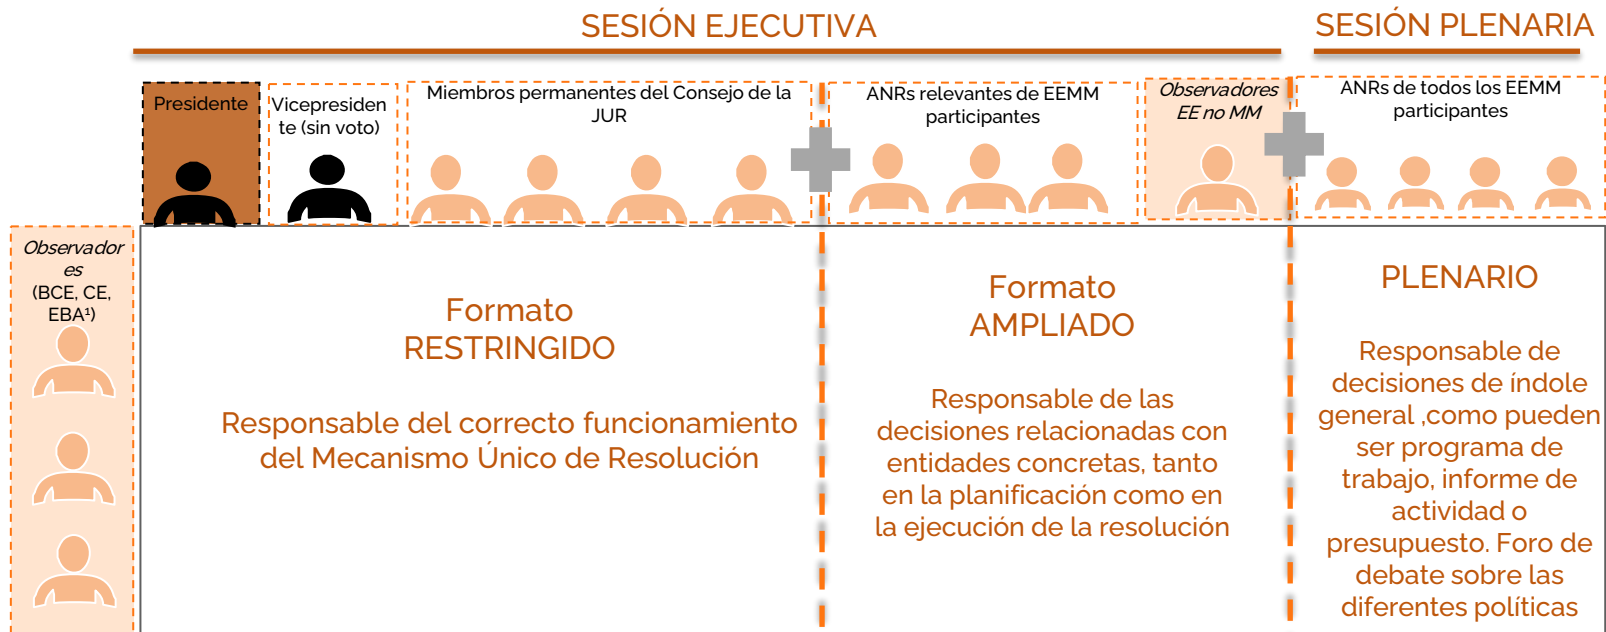 SESIÓN EJECUTIVA
SESIÓN PLENARIA
Presidente
Vicepresiden
te (sin voto)
Miembros permanentes del Consejo de la
JUR
ANRs relevantes de EEMM
participantes
Observadores
EE no MM
ANRs de todos los EEMM
participantes
Observador
es
(BCE, CE,
EBA¹)
Formato
RESTRINGIDO
Responsable del correcto funcionamiento
del Mecanismo Único de Resolución
Formato
AMPLIADO
Responsable de las
decisiones relacionadas con
entidades concretas, tanto
en la planificación como en
la ejecución de la resolución
PLENARIO
Responsable de
decisiones de índole
general ,como pueden
ser programa de
trabajo, informe de
actividad o
presupuesto. Foro de
debate sobre las
diferentes políticas